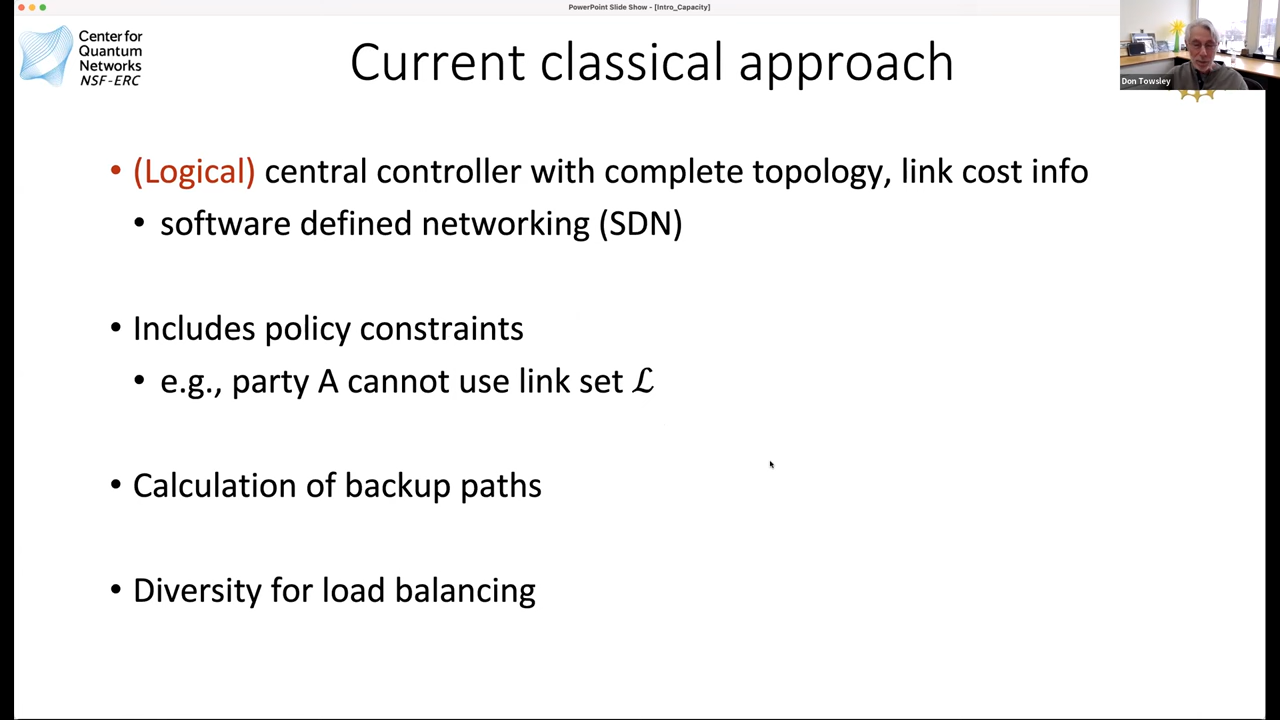 PowerPoint Slide Show - [Intro_Capacity]
Center for
Quantum
Networks
NSF-ERC
Current classical approach
Don Towsley
• (Logical) central controller with complete topology, link cost info
• software defined networking (SDN)
• Includes policy constraints
• e.g., party A cannot use link set ℒ
• Calculation of backup paths
• Diversity for load balancing